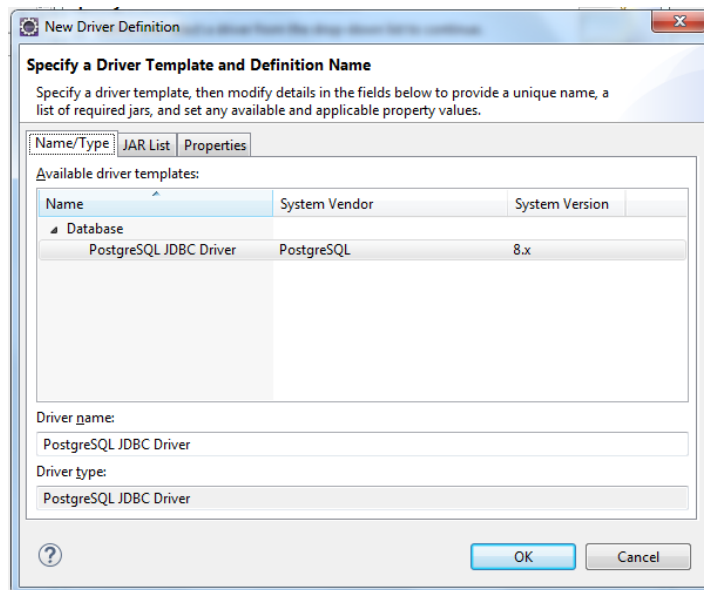 New Driver Definition
Specify a Driver Template and Definition Name
Specify a driver template, then modify details in the fields below to provide a unique name, a
list of required jars, and set any available and applicable property values.
Name/Type JAR List Properties
Available driver templates:
Name System Vendor System Version
Database
PostgreSQL JDBC Driver PostgreSQL 8.x
Driver name:
PostgreSQL JDBC Driver
Driver type:
PostgreSQL JDBC Driver
? OK Cancel